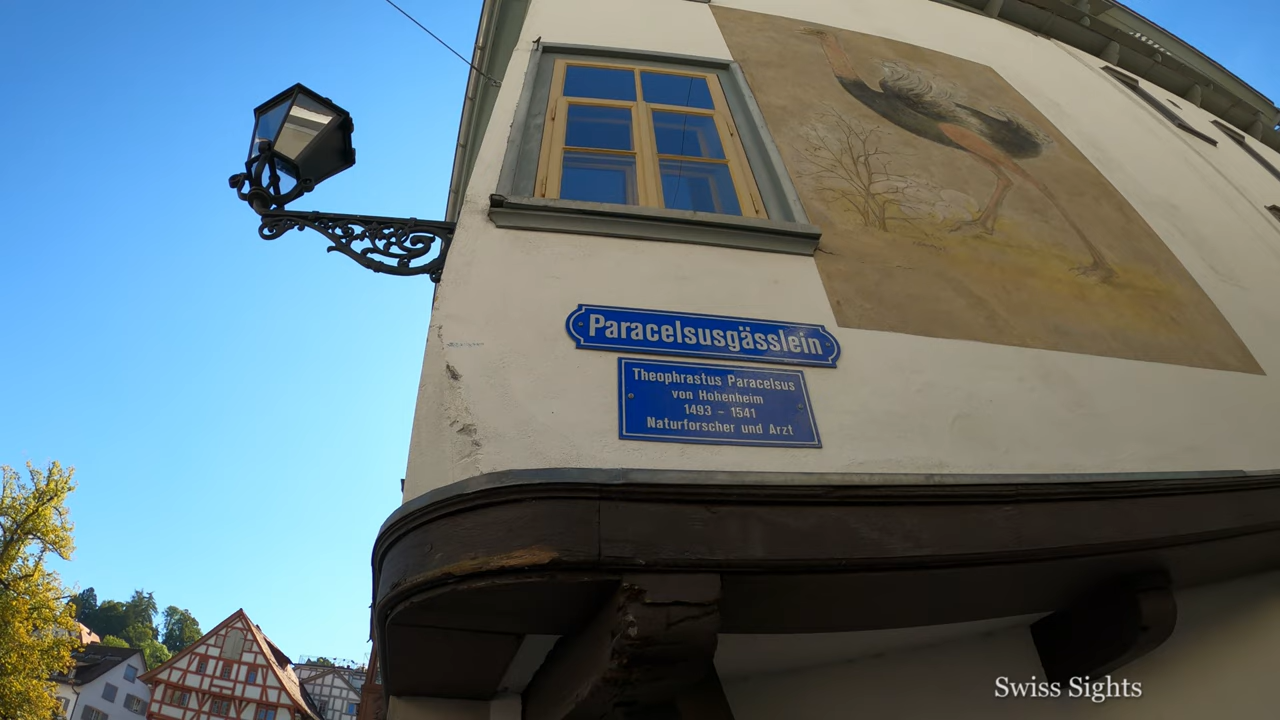 Paracelsusgässlein
Theophrastus Paracelsus
von Hohenheim
1493 – 1541
Naturforscher und Arzt
Swiss Sights